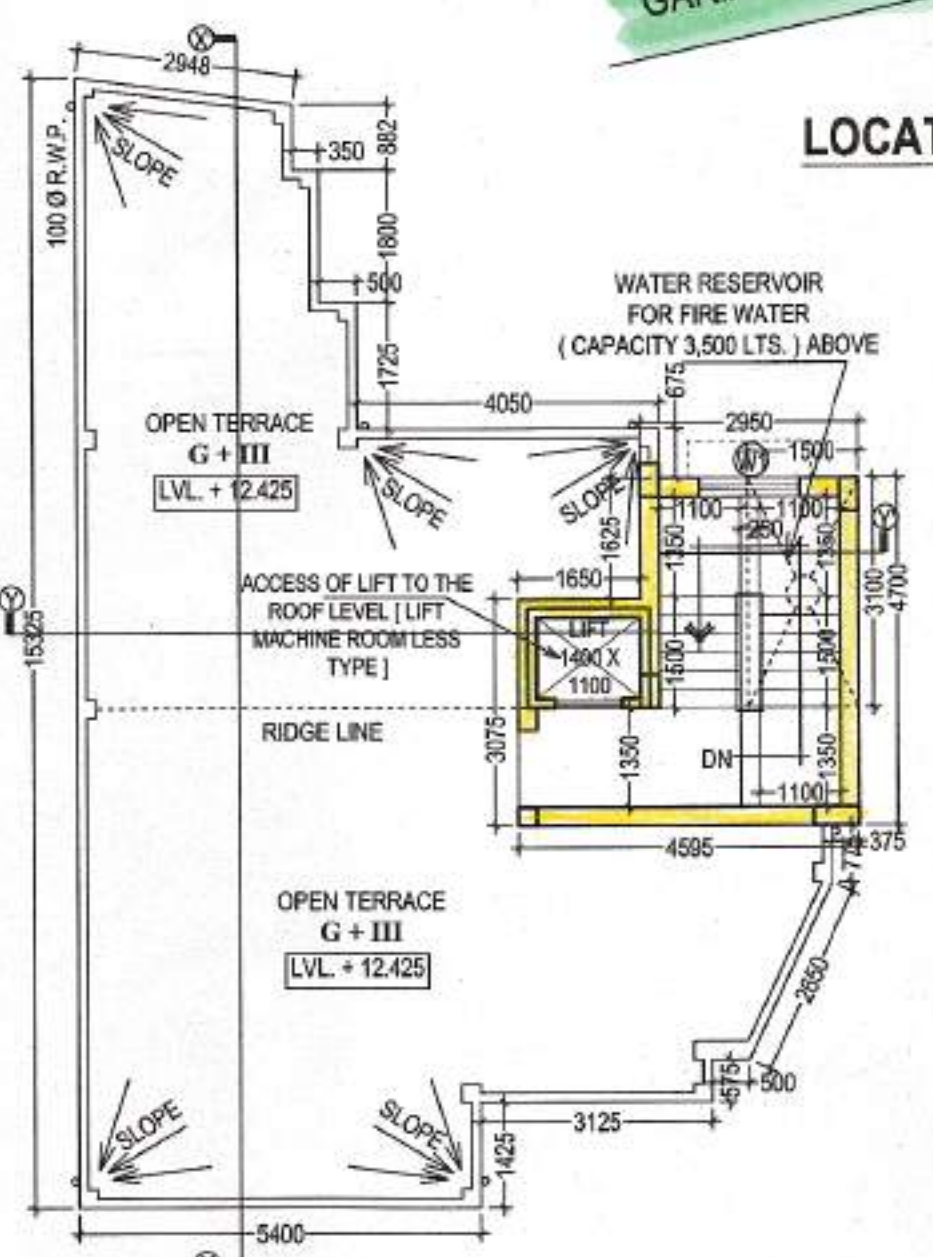 X
2948
882
350
LOCAT
SLOPE
100 Ø R.W.P.
1800
500
WATER RESERVOIR
FOR FIRE WATER
( CAPACITY 3,500 LTS. ) ABOVE
1725
675
4050
2950
OPEN TERRACE
G + III
LVL. + 12.425
W1
1500
SLOPE
SLOPE
1100
1100
250
1625
1350
1350
Y
3100
4700
ACCESS OF LIFT TO THE
ROOF LEVEL [ LIFT
MACHINE ROOM LESS
TYPE ]
1650
Y
15325
LIFT
1400 X
1100
1500
1500
RIDGE LINE
3075
1350
DN
1350
1100
4595
375
775
OPEN TERRACE
G + III
LVL. + 12.425
2650
575
500
SLOPE
SLOPE
3125
1425
5400